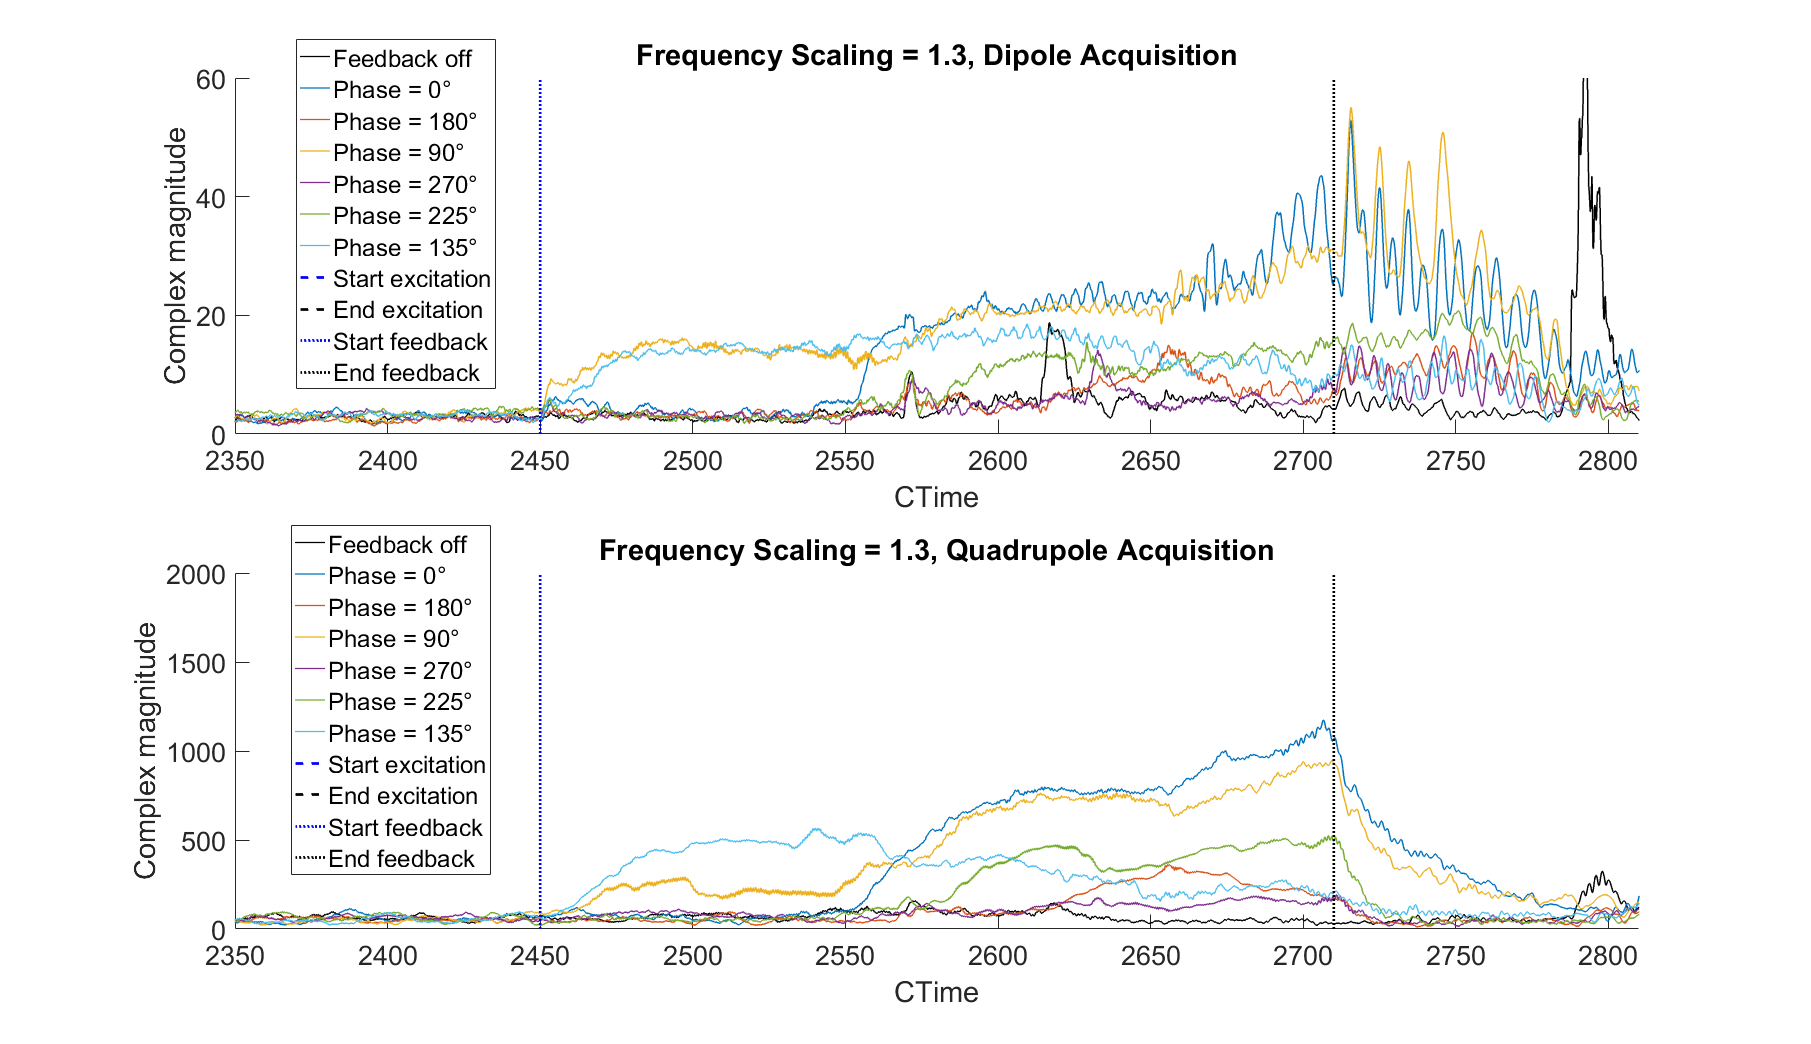 Frequency Scaling = 1.3, Dipole Acquisition
Feedback off
Phase = 0°
Phase = 180°
Phase = 90°
Phase = 270°
Phase = 225°
Phase = 135°
Start excitation
End excitation
Start feedback
End feedback
Complex magnitude
60
40
20
0
2350 2400 2450 2500 2550 2600 2650 2700 2750 2800
CTime
Frequency Scaling = 1.3, Quadrupole Acquisition
Feedback off
Phase = 0°
Phase = 180°
Phase = 90°
Phase = 270°
Phase = 225°
Phase = 135°
Start excitation
End excitation
Start feedback
End feedback
Complex magnitude
2000
1500
1000
500
0
2350 2400 2450 2500 2550 2600 2650 2700 2750 2800
CTime